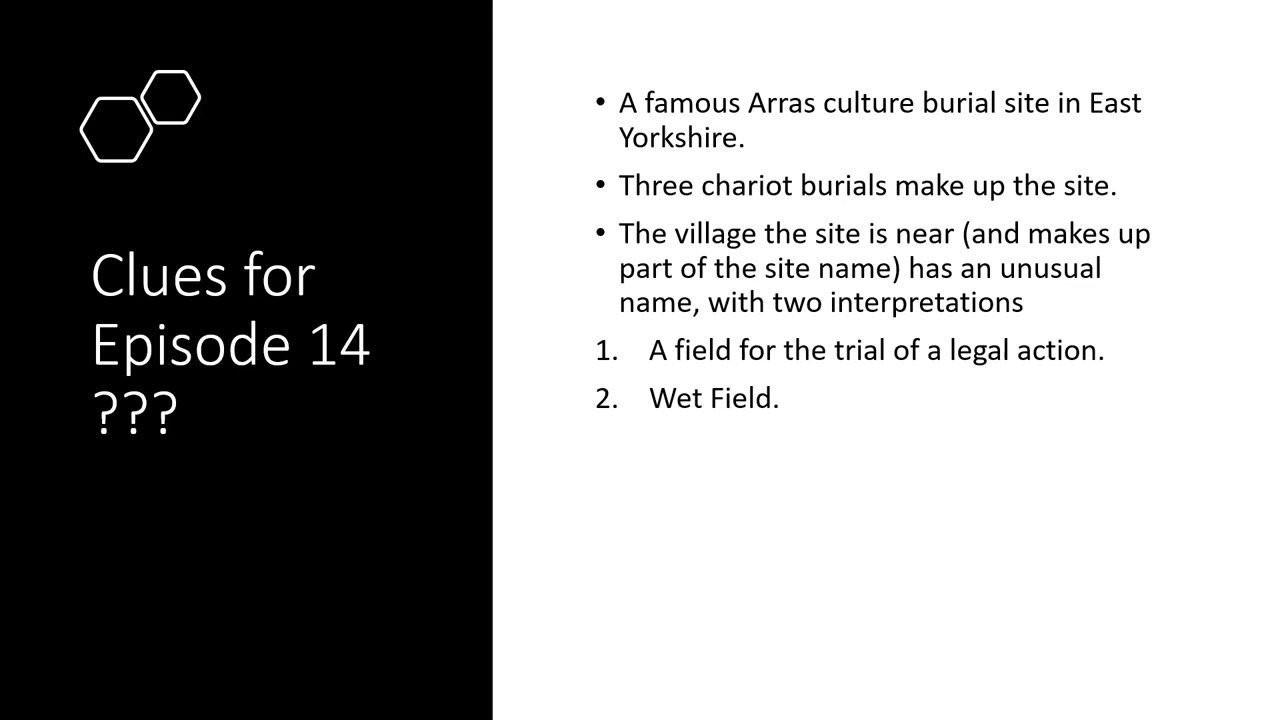 Clues for
Episode 14
???
• A famous Arras culture burial site in East
Yorkshire.
• Three chariot burials make up the site.
• The village the site is near (and makes up
part of the site name) has an unusual
name, with two interpretations
1. A field for the trial of a legal action.
2. Wet Field.